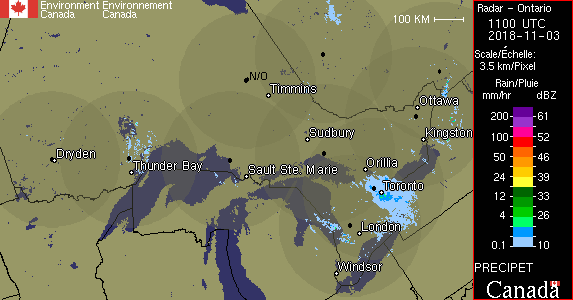 Environment Environnement
Canada Canada
100 KM
N/O
Timmins
Ottawa
Sudbury
Kingston
Dryden
Thunder Bay
Sault Ste. Marie
Orillia
Toronto
London
Windsor
Radar - Ontario
1100 UTC
2018-11-03
Scale/Échelle:
3.5 km/Pixel
Rain/Pluie
mm/hr dBZ
200 61
100 52
50 46
24 39
12 33
4 26
0.1 10
PRECIPET
Canada